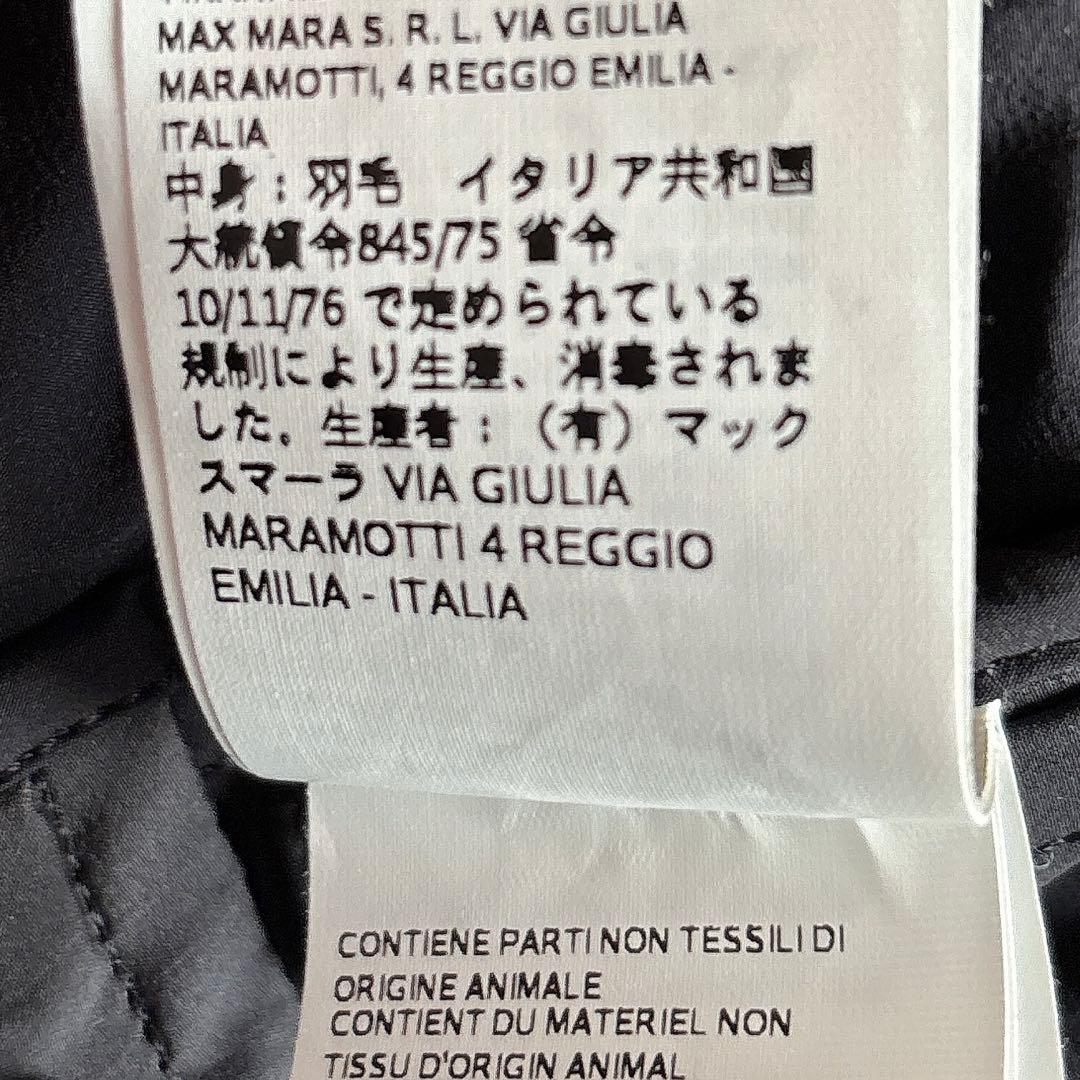 MAX MARA S. R. L. VIA GIULIA
MARAMOTTI, 4 REGGIO EMILIA -
ITALIA
中身：羽毛　イタリア共和国
大統領令845/75 省令
10/11/76 で定められている
規制により生産、消毒されま
した。生産者：（有）マック
スマーラ VIA GIULIA
MARAMOTTI 4 REGGIO
EMILIA - ITALIA
CONTIENE PARTI NON TESSILI DI
ORIGINE ANIMALE
CONTIENT DU MATERIEL NON
TISSU D'ORIGIN ANIMAL